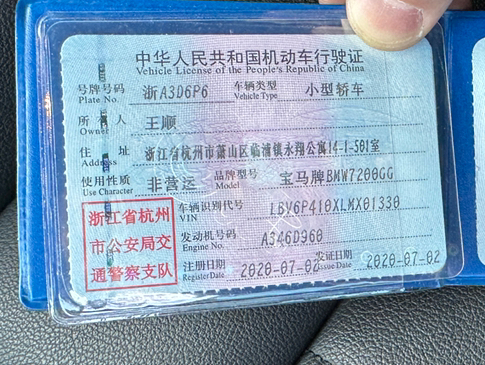 中华人民共和国机动车行驶证
Vehicle License of the People's Republic of China
号牌号码 浙A3D6P6 车辆类型 小型轿车
Plate No. Vehicle Type
所有人 王顺
Owner
住址 浙江省杭州市萧山区临浦镇永翔公寓14-1-501室
Address
使用性质 非营运 品牌型号 宝马牌BMW7200GG
Use Character Model
浙江省杭州
市公安局交
通警察支队
车辆识别代号 LBV6P410XLMX01330
VIN
发动机号码 A346D960
Engine No.
注册日期 2020-07-02 发证日期 2020-07-02
Register Date Issue Date